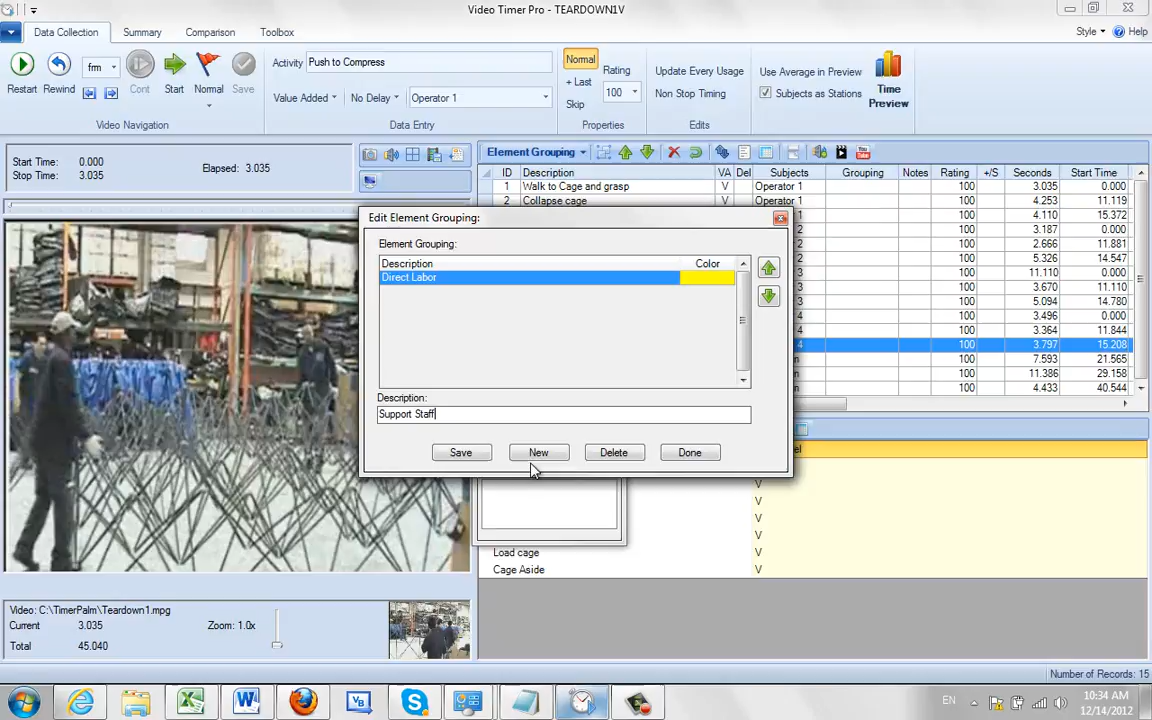 Video Timer Pro - TEARDOWN1V
Data Collection Summary Comparison Toolbox Style Help
Restart Rewind frm Cont Start Normal Save
Video Navigation
Activity Push to Compress
Value Added No Delay Operator 1
Data Entry
Normal
+ Last
Skip
Rating
100
Properties
Update Every Usage
Non Stop Timing
Edits
Use Average in Preview
Subjects as Stations
Time
Preview
Start Time: 0.000
Stop Time: 3.035
Elapsed: 3.035
Element Grouping
ID Description VA Del Subjects Grouping Notes Rating +/S Seconds Start Time
1 Walk to Cage and grasp V Operator 1 100 3.035 0.000
2 Collapse cage V Operator 1 100 4.253 11.119
1 100 4.110 15.372
2 100 3.187 0.000
2 100 2.666 11.881
2 100 5.326 14.547
100 11.110 0.000
100 3.670 11.110
100 5.094 14.780
4 100 3.496 0.000
4 100 3.364 11.844
4 100 3.797 15.208
n 100 7.593 21.565
n 100 11.386 29.158
n 100 4.433 40.544
Edit Element Grouping:
Element Grouping:
Description Color
Direct Labor
Description:
Support Staff
Save New Delete Done
el
V
V
V
V
V
Load cage V
Cage Aside V
Video: C:\TimerPalm\Teardown1.mpg
Current 3.035 Zoom: 1.0x
Total 45.040
Number of Records: 15
EN
10:34 AM
12/14/2012